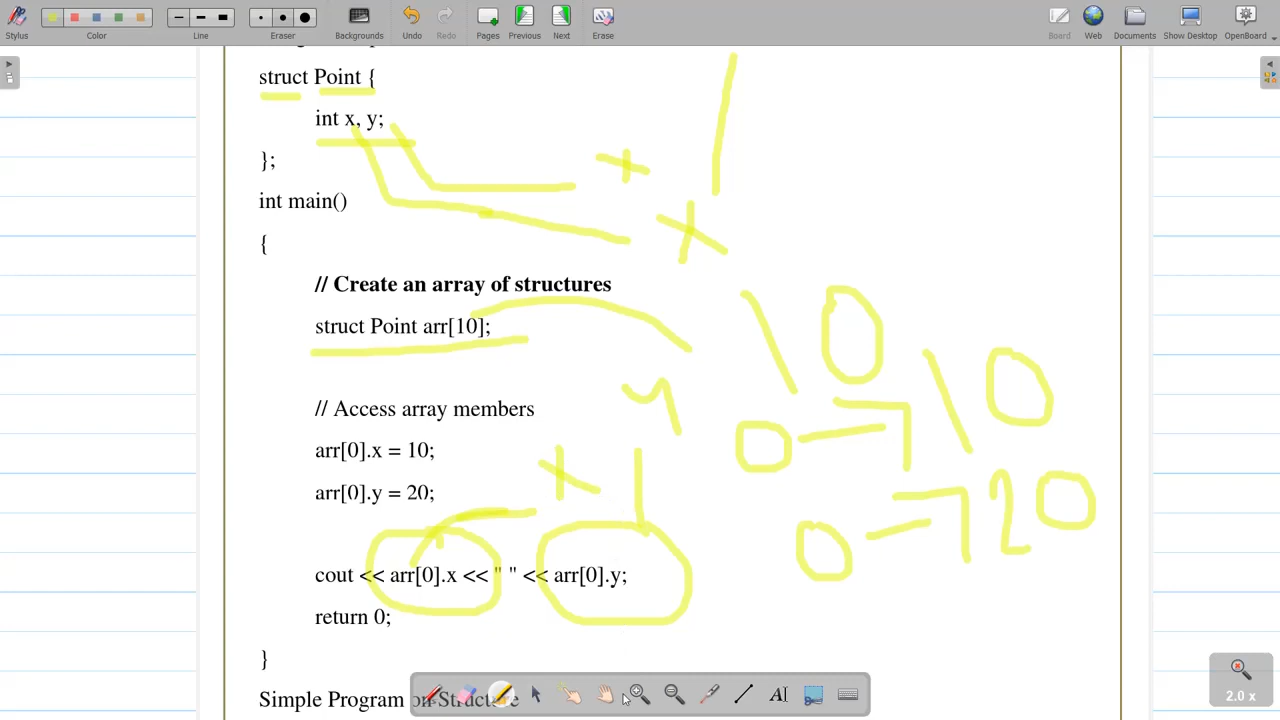 Stylus Color Line Eraser Backgrounds Undo Redo Pages Previous Next Erase Board Web Documents Show Desktop OpenBoard
struct Point {
int x, y;
};
int main()
{
// Create an array of structures
struct Point arr[10];
// Access array members
arr[0].x = 10;
arr[0].y = 20;
cout << arr[0].x << " " << arr[0].y;
return 0;
}
Simple Program on Structure
2.0 x